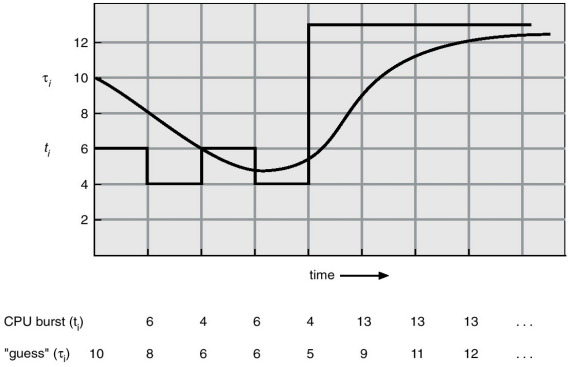 12
τi 10
8
ti 6
4
2
time
CPU burst (ti) 6 4 6 4 13 13 13 ...
"guess" (τi) 10 8 6 6 5 9 11 12 ...